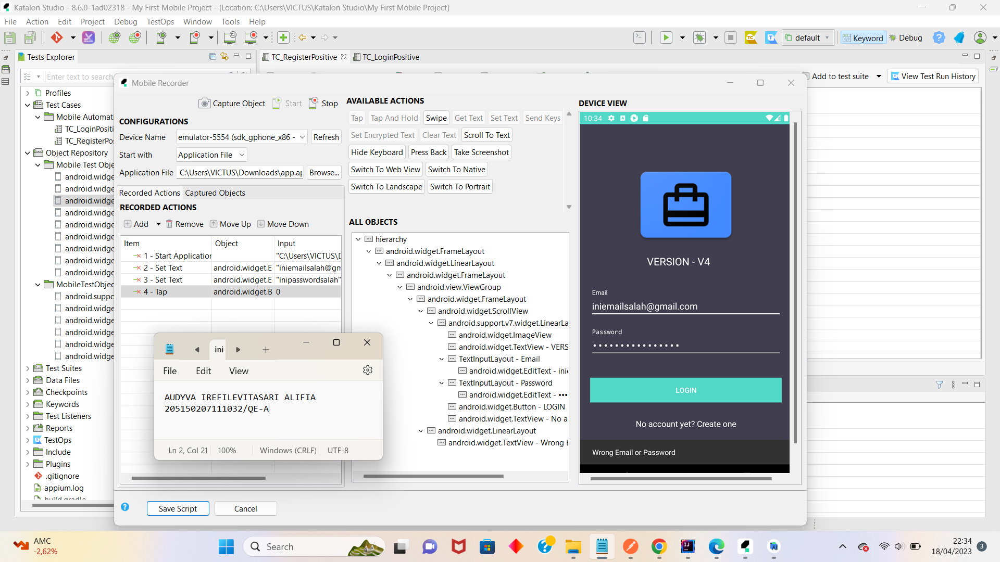 Katalon Studio - 8.6.0-1ad02318 - My First Mobile Project - [Location: C:\Users\VICTUS\Katalon Studio\My First Mobile Project]
File Action Edit Project Debug TestOps Window Tools Help
default Keyword Debug
Tests Explorer
TC_RegisterPositive TC_LoginPositive
Enter text to search.
Add to test suite View Test Run History
Profiles
Test Cases
Mobile Automati
TC_LoginPositi
TC_RegisterPos
Object Repository
Mobile Test Obje
android.widge
android.widge
android.widge
android.widge
android.widge
android.widge
android.widge
android.widge
android.widge
MobileTestObjec
android.suppo
android.widge
android.widge
android.widge
android.widge
android.widge
Test Suites
Data Files
Checkpoints
Keywords
Test Listeners
Reports
TestOps
Include
Plugins
.gitignore
appium.log
build.gradle
Mobile Recorder
Capture Object Start Stop
CONFIGURATIONS
Device Name emulator-5554 (sdk_gphone_x86 - Refresh
Start with Application File
Application File C:\Users\VICTUS\Downloads\app.ap Browse...
Recorded Actions Captured Objects
RECORDED ACTIONS
Add Remove Move Up Move Down
Item Object Input
1 - Start Application "C:\Users\VICTUS\D
2 - Set Text android.widget.E "iniemailsalah@gm
3 - Set Text android.widget.E "inipasswordsalah"
4 - Tap android.widget.B 0
AVAILABLE ACTIONS
Tap Tap And Hold Swipe Get Text Set Text Send Keys
Set Encrypted Text Clear Text Scroll To Text
Hide Keyboard Press Back Take Screenshot
Switch To Web View Switch To Native
Switch To Landscape Switch To Portrait
ALL OBJECTS
hierarchy
android.widget.FrameLayout
android.widget.LinearLayout
android.widget.FrameLayout
android.view.ViewGroup
android.widget.FrameLayout
android.widget.ScrollView
android.support.v7.widget.LinearLa
android.widget.ImageView
android.widget.TextView - VERS
TextInputLayout - Email
android.widget.EditText - inie
TextInputLayout - Password
android.widget.EditText - •••
android.widget.Button - LOGIN
android.widget.TextView - No a
android.widget.LinearLayout
android.widget.TextView - Wrong E
DEVICE VIEW
10:34
VERSION - V4
Email
iniemailsalah@gmail.com
Password
••••••••••••••••
LOGIN
No account yet? Create one
Wrong Email or Password
ini
File Edit View
AUDYVA IREFILEVITASARI ALIFIA
205150207111032/QE-A
Ln 2, Col 21 100% Windows (CRLF) UTF-8
Save Script Cancel
AMC
-2,62%
Search
22:34
18/04/2023
3